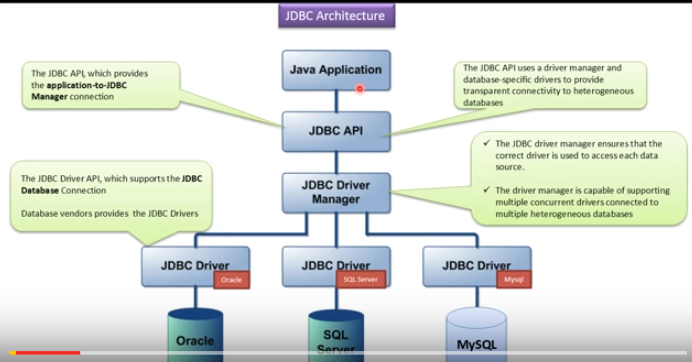 JDBC Architecture
Java Application
The JDBC API, which provides
the application-to-JDBC
Manager connection
The JDBC API uses a driver manager and
database-specific drivers to provide
transparent connectivity to heterogeneous
databases
JDBC API
✓ The JDBC driver manager ensures that the
correct driver is used to access each data
source.
✓ The driver manager is capable of supporting
multiple concurrent drivers connected to
multiple heterogeneous databases
The JDBC Driver API, which supports the JDBC
Database Connection
Database vendors provides the JDBC Drivers
JDBC Driver
Manager
JDBC Driver
Oracle
JDBC Driver
SQL Server
JDBC Driver
Mysql
Oracle
SQL
Server
MySQL